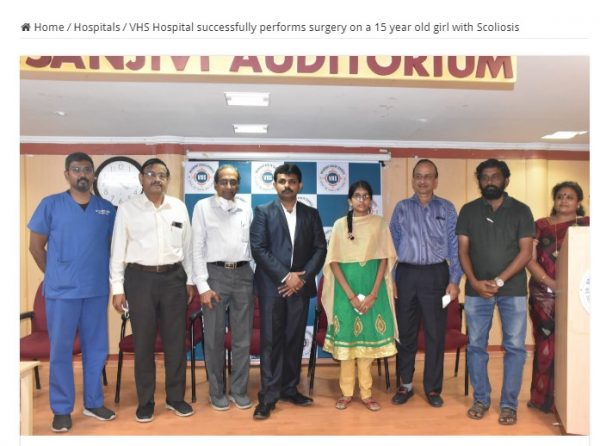 Home / Hospitals / VHS Hospital successfully performs surgery on a 15 year old girl with Scoliosis
SANJIVI AUDITORIUM
VHS
VHS
VHS